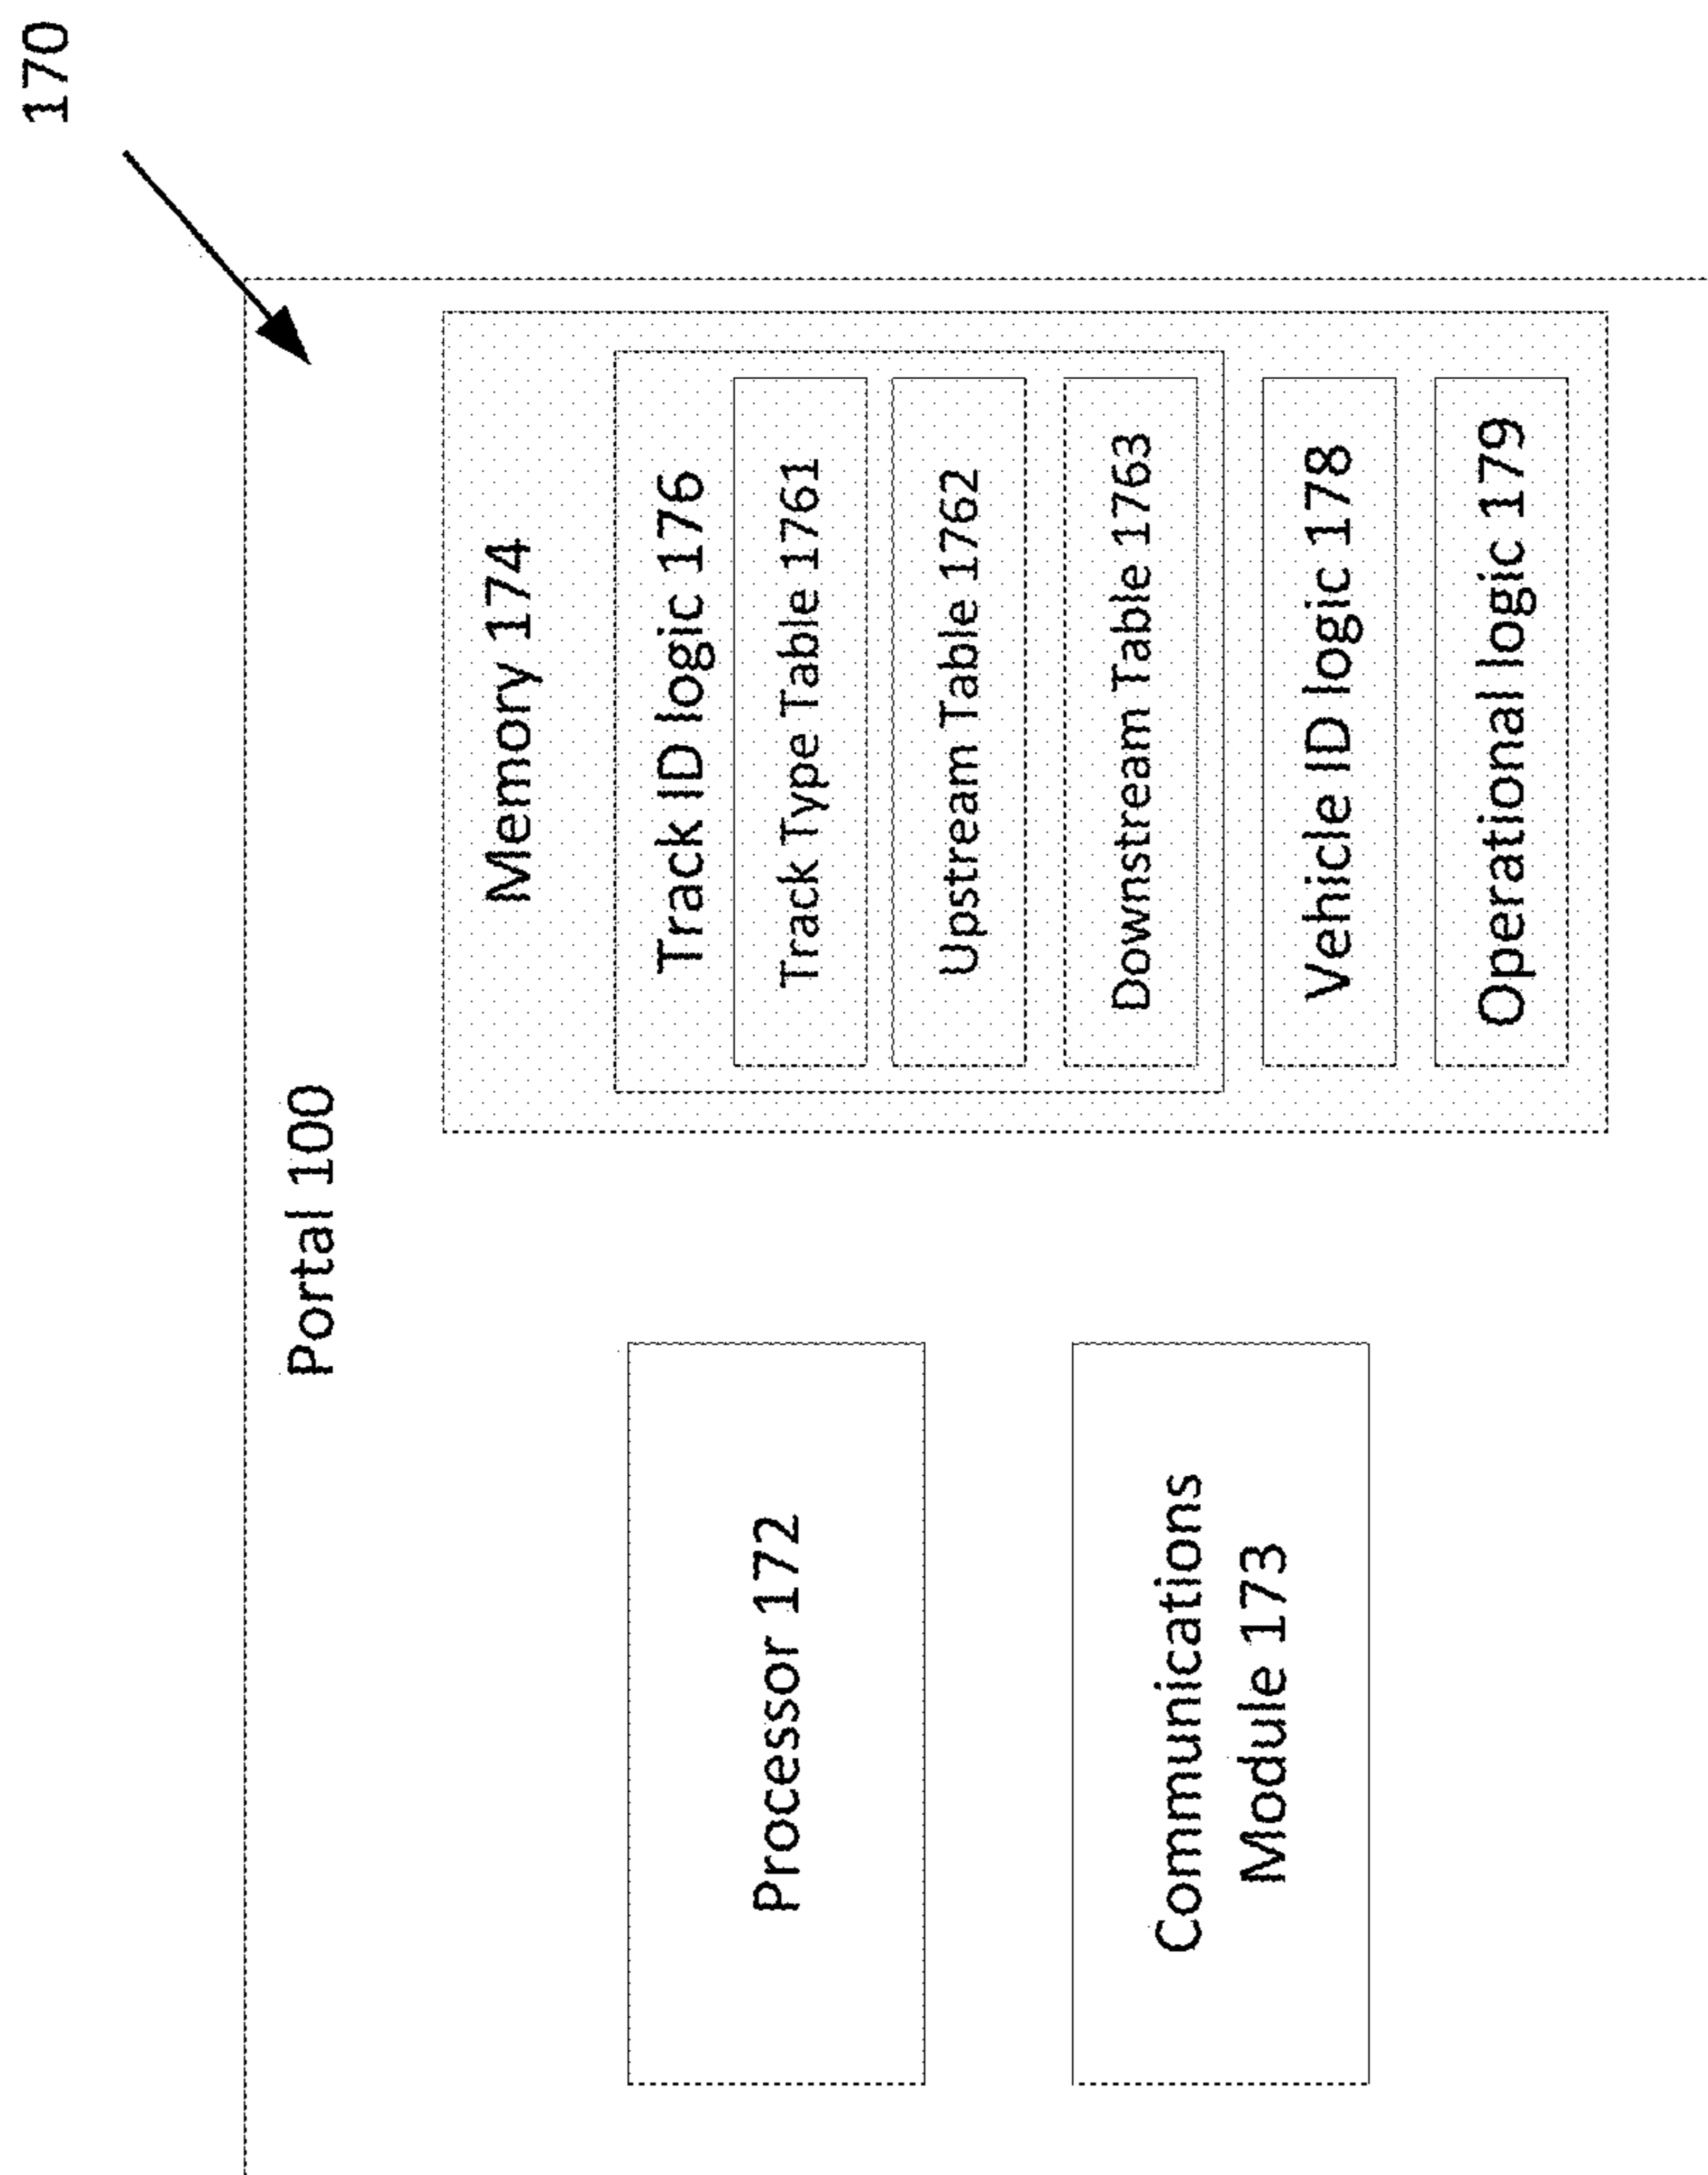 170
Portal 100
Processor 172
Communications
Module 173
Memory 174
Track ID logic 176
Track Type Table 1761
Upstream Table 1762
Downstream Table 1763
Vehicle ID logic 178
Operational logic 179